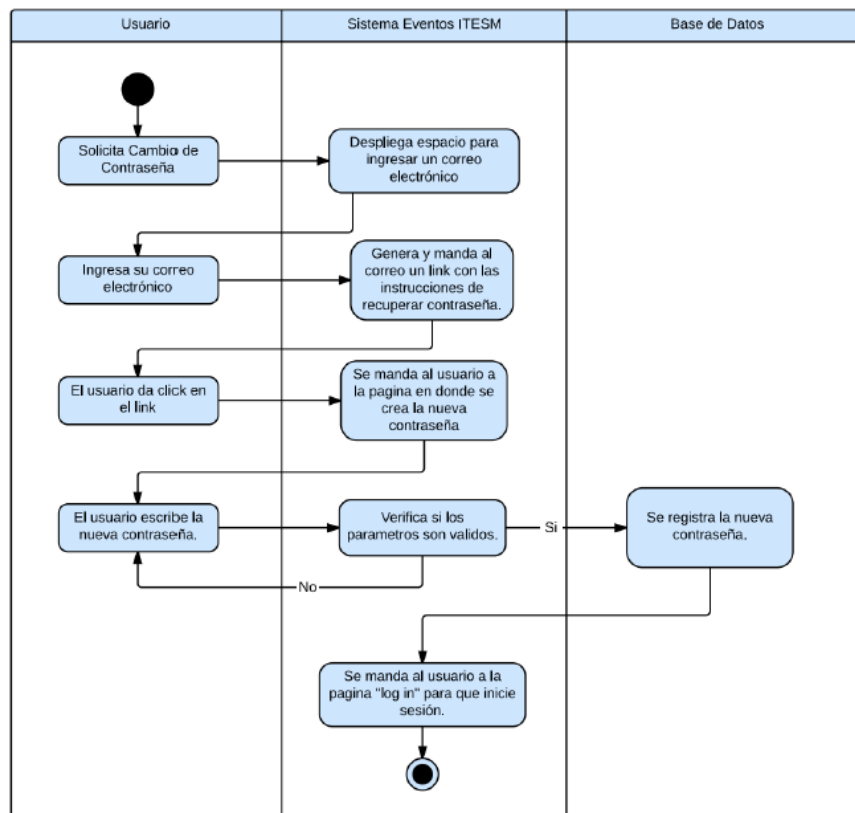 Usuario
Sistema Eventos ITESM
Base de Datos
Solicita Cambio de
Contraseña
Despliega espacio para
ingresar un correo
electrónico
Ingresa su correo
electrónico
Genera y manda al
correo un link con las
instrucciones de
recuperar contraseña.
El usuario da click en
el link
Se manda al usuario a
la pagina en donde se
crea la nueva
contraseña
El usuario escribe la
nueva contraseña.
Verifica si los
parametros son validos.
Si
Se registra la nueva
contraseña.
No
Se manda al usuario a la
pagina "log in" para que inicie
sesión.